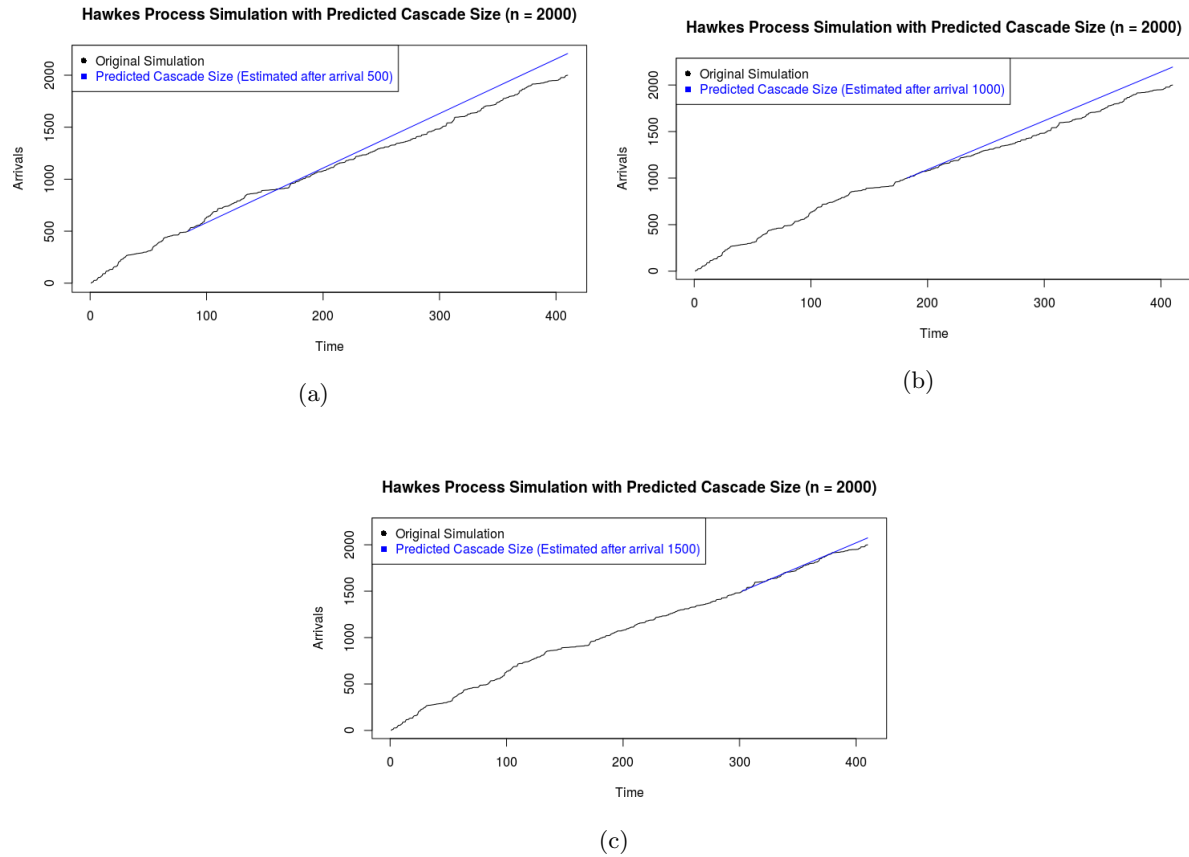 Hawkes Process Simulation with Predicted Cascade Size (n = 2000)
Original Simulation
Predicted Cascade Size (Estimated after arrival 500)
Arrivals
0
500
1000
1500
2000
0 100 200 300 400
Time
(a)
Hawkes Process Simulation with Predicted Cascade Size (n = 2000)
Original Simulation
Predicted Cascade Size (Estimated after arrival 1000)
Arrivals
0
500
1000
1500
2000
0 100 200 300 400
Time
(b)
Hawkes Process Simulation with Predicted Cascade Size (n = 2000)
Original Simulation
Predicted Cascade Size (Estimated after arrival 1500)
Arrivals
0
500
1000
1500
2000
0 100 200 300 400
Time
(c)